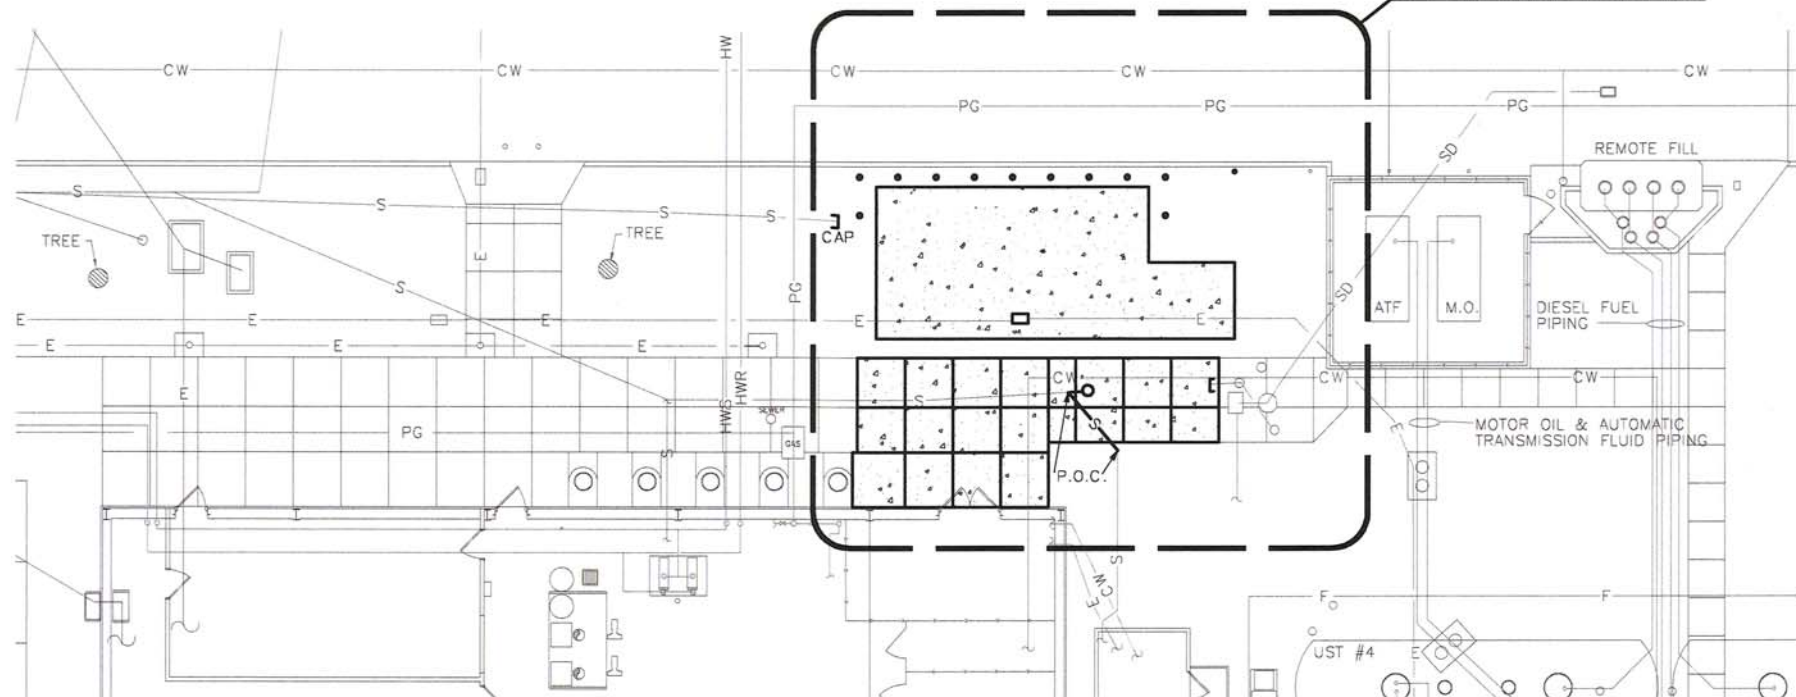 HW
CW
CW
CW
CW
CW
PG
PG
PG
SD
REMOTE FILL
S
S
S
S
CAP
TREE
TREE
E
S
PG
SD
ATF
M.O.
DIESEL FUEL
PIPING
E
E
E
E
E
E
E
E
HWR
HWS
CW
CW
CW
E
S
SEWER
S
GAS
PG
S
E
MOTOR OIL & AUTOMATIC
TRANSMISSION FLUID PIPING
P.O.C.
S
CW
E
F
F
UST #4
E